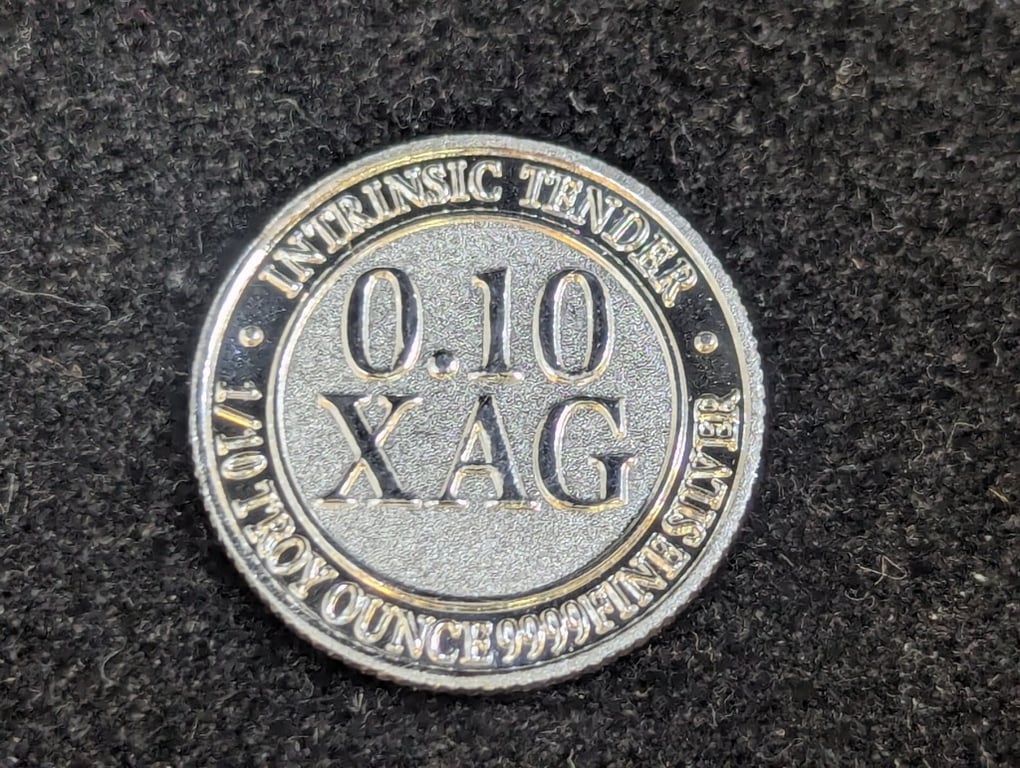 INTRINSIC TENDER
0.10
XAG
1/10 TROY OUNCE 9999 FINE SILVER